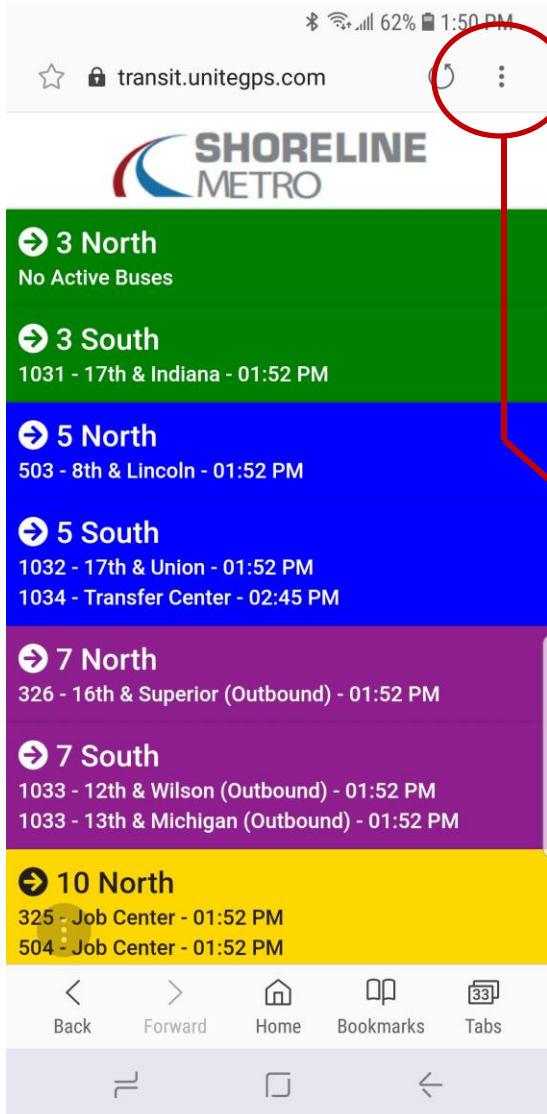 62% 1:50 PM
transit.unitegps.com
SHORELINE
METRO
3 North
No Active Buses
3 South
1031 - 17th & Indiana - 01:52 PM
5 North
503 - 8th & Lincoln - 01:52 PM
5 South
1032 - 17th & Union - 01:52 PM
1034 - Transfer Center - 02:45 PM
7 North
326 - 16th & Superior (Outbound) - 01:52 PM
7 South
1033 - 12th & Wilson (Outbound) - 01:52 PM
1033 - 13th & Michigan (Outbound) - 01:52 PM
10 North
325 - Job Center - 01:52 PM
504 - Job Center - 01:52 PM
33
Back Forward Home Bookmarks Tabs